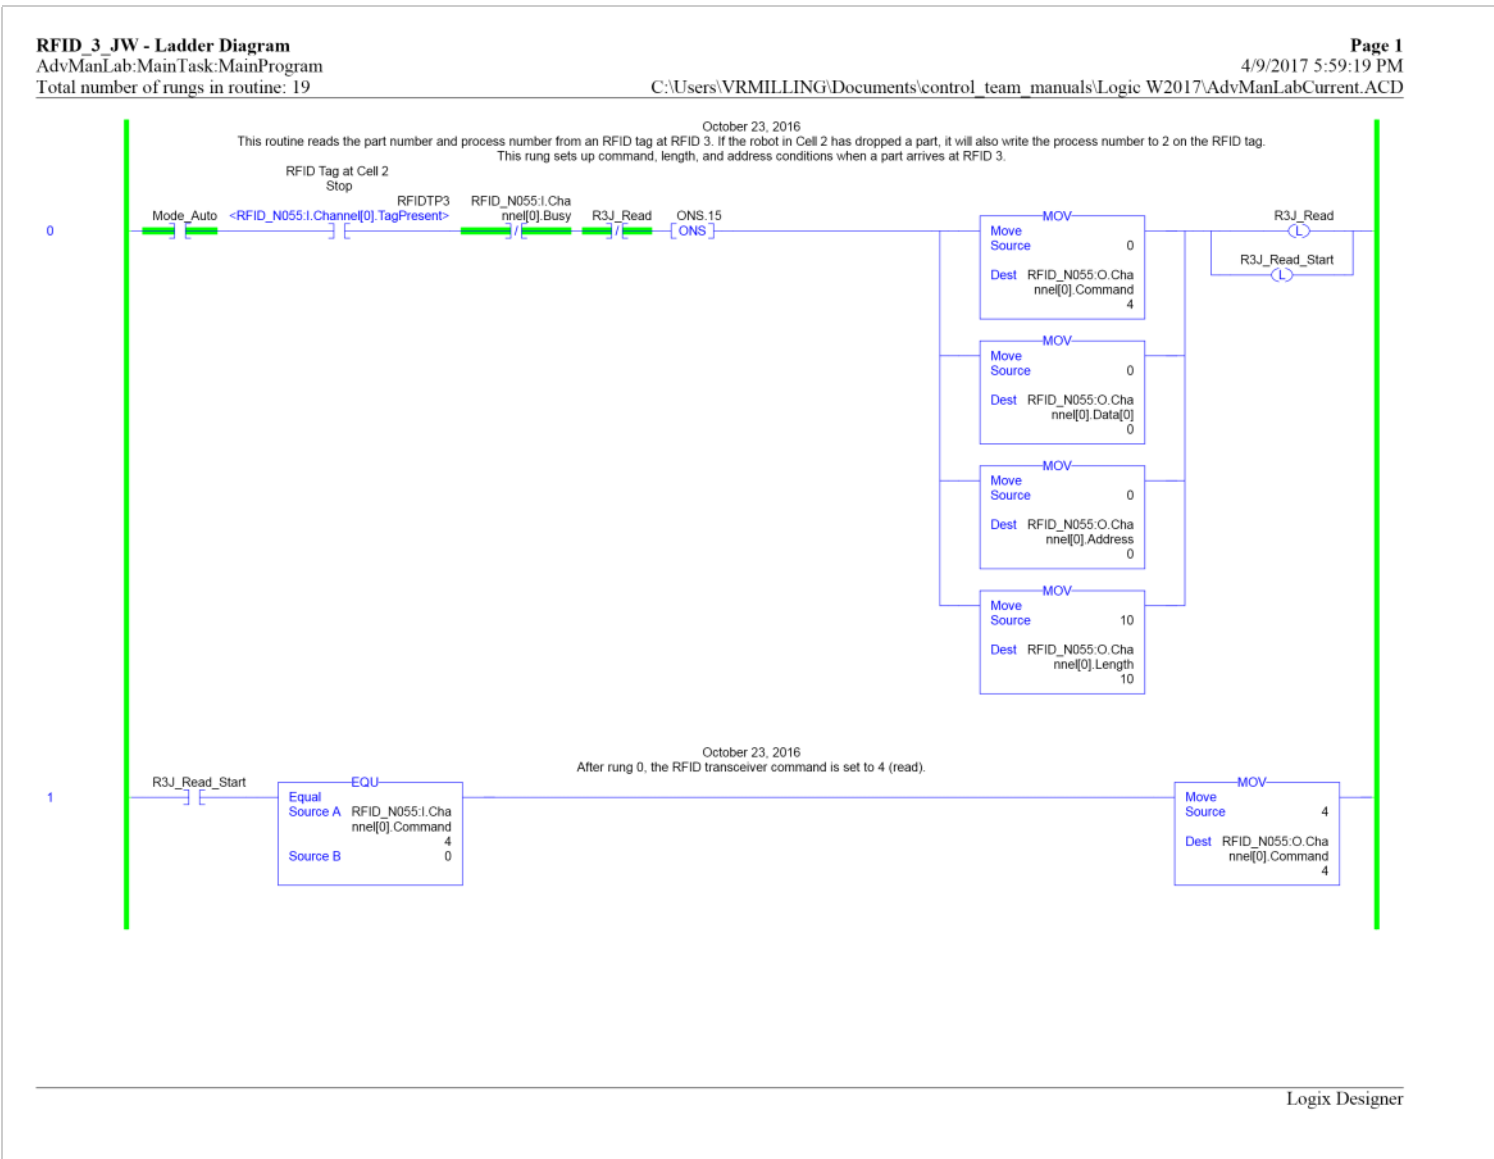 RFID_3_JW - Ladder Diagram
Page 1
AdvManLab:MainTask:MainProgram
4/9/2017 5:59:19 PM
Total number of rungs in routine: 19
C:\Users\VRMILLING\Documents\control_team_manuals\Logic W2017\AdvManLabCurrent.ACD
October 23, 2016
This routine reads the part number and process number from an RFID tag at RFID 3. If the robot in Cell 2 has dropped a part, it will also write the process number to 2 on the RFID tag.
This rung sets up command, length, and address conditions when a part arrives at RFID 3.
0
Mode_Auto
RFID Tag at Cell 2
Stop
RFIDTP3
<RFID_N055:I.Channel[0].TagPresent>
RFID_N055:I.Cha
nnel[0].Busy
/
R3J_Read
/
ONS.15
ONS
MOV
Move
Source 0
Dest RFID_N055:O.Cha
nnel[0].Command
4
R3J_Read
L
R3J_Read_Start
L
MOV
Move
Source 0
Dest RFID_N055:O.Cha
nnel[0].Data[0]
0
MOV
Move
Source 0
Dest RFID_N055:O.Cha
nnel[0].Address
0
MOV
Move
Source 10
Dest RFID_N055:O.Cha
nnel[0].Length
10
October 23, 2016
After rung 0, the RFID transceiver command is set to 4 (read).
1
R3J_Read_Start
EQU
Equal
Source A RFID_N055:I.Cha
nnel[0].Command
4
Source B 0
MOV
Move
Source 4
Dest RFID_N055:O.Cha
nnel[0].Command
4
Logix Designer